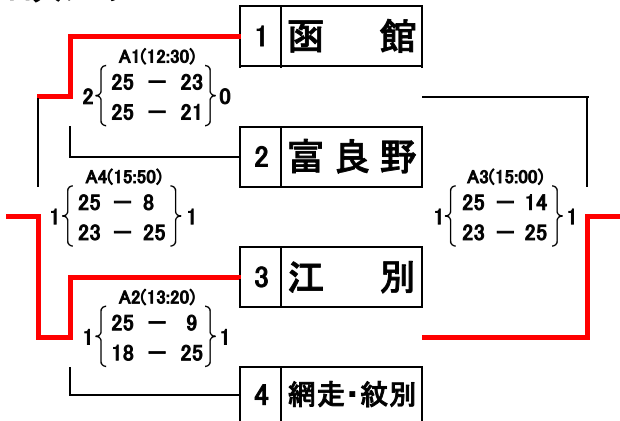 1 函 館
A1(12:30)
2 25 － 23 0
25 － 21
2 富良野
A4(15:50)
1 25 － 8 1
23 － 25
A3(15:00)
1 25 － 14 1
23 － 25
3 江 別
A2(13:20)
1 25 － 9 1
18 － 25
4 網走・紋別